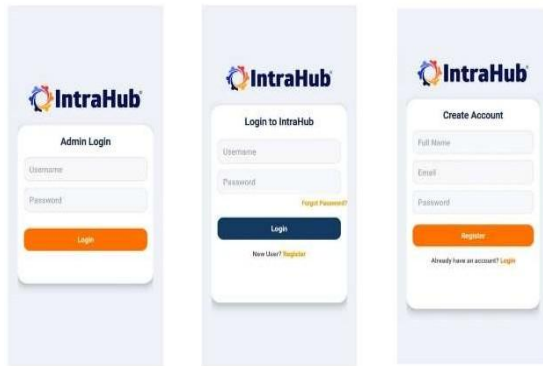 IntraHub
Admin Login
Username
Password
Login
IntraHub
Login to IntraHub
Username
Password
Forgot Password?
Login
New User? Register
IntraHub
Create Account
Full Name
Email
Password
Register
Already have an account? Login